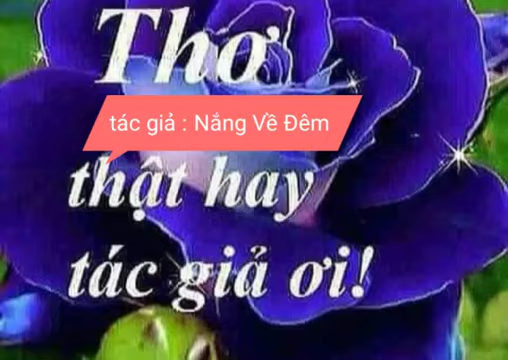 Thơ
tác giả : Nắng Về Đêm
thật hay
tác giả ơi!